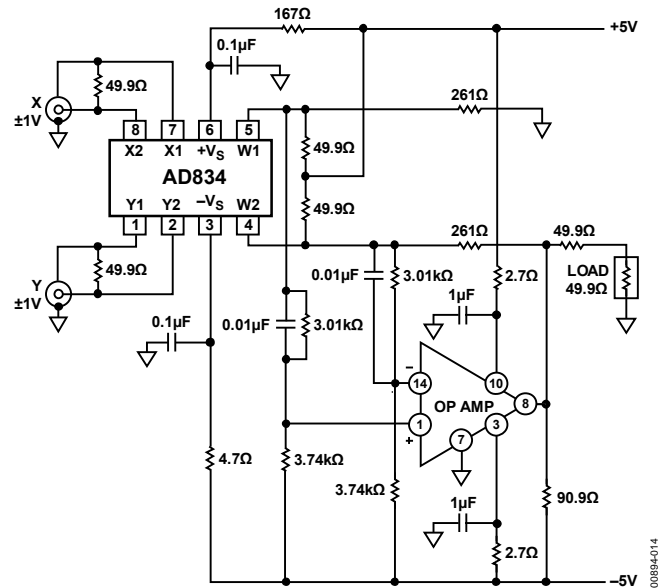 167Ω
+5V
0.1µF
X
±1V
49.9Ω
261Ω
8 7 6 5
X2 X1 +VS W1
AD834
Y1 Y2 –VS W2
1 2 3 4
49.9Ω
49.9Ω
Y
±1V
49.9Ω
261Ω
49.9Ω
LOAD
49.9Ω
0.01µF
3.01kΩ
2.7Ω
1µF
0.1µF
0.01µF
3.01kΩ
–
14
10
OP AMP
8
1
+
7
3
4.7Ω
3.74kΩ
3.74kΩ
1µF
90.9Ω
2.7Ω
–5V
00894-014